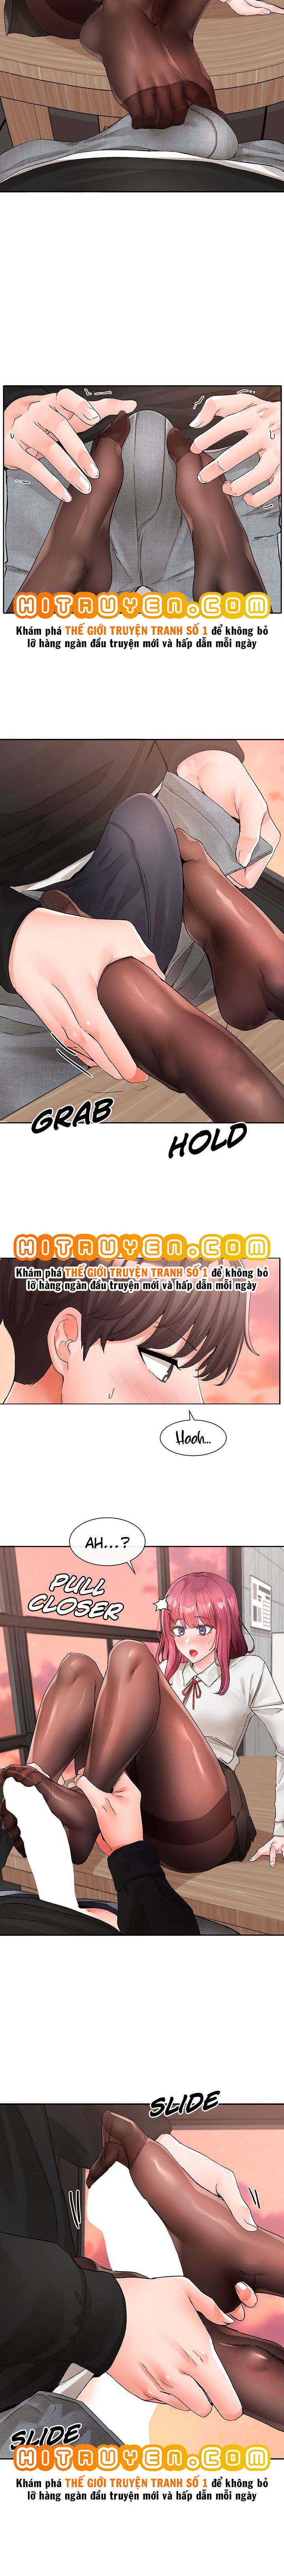 HITRUYEN.COM
Khám phá THẾ GIỚI TRUYỆN TRANH SỐ 1 để không bỏ
lỡ hàng ngàn đầu truyện mới và hấp dẫn mỗi ngày
GRAB
HOLD
HITRUYEN.COM
Khám phá THẾ GIỚI TRUYỆN TRANH SỐ 1 để không bỏ
lỡ hàng ngàn đầu truyện mới và hấp dẫn mỗi ngày
Haah...
AH...?
PULL
CLOSER
SLIDE
SLIDE
HITRUYEN.COM
Khám phá THẾ GIỚI TRUYỆN TRANH SỐ 1 để không bỏ
lỡ hàng ngàn đầu truyện mới và hấp dẫn mỗi ngày